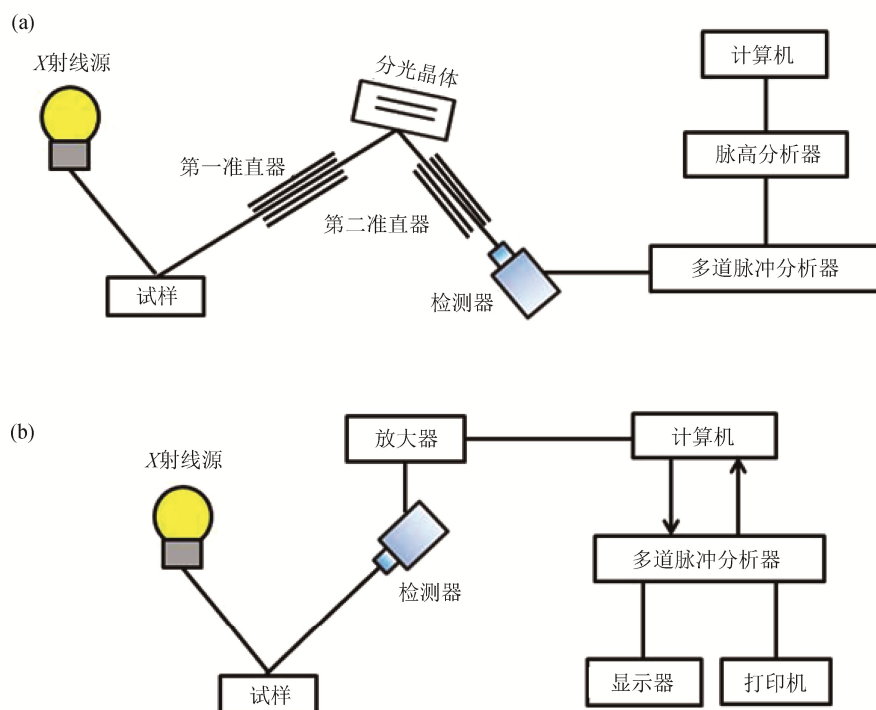 (a)
X射线源
分光晶体
计算机
第一准直器
脉高分析器
第二准直器
试样
检测器
多道脉冲分析器
(b)
X射线源
放大器
计算机
检测器
多道脉冲分析器
试样
显示器
打印机